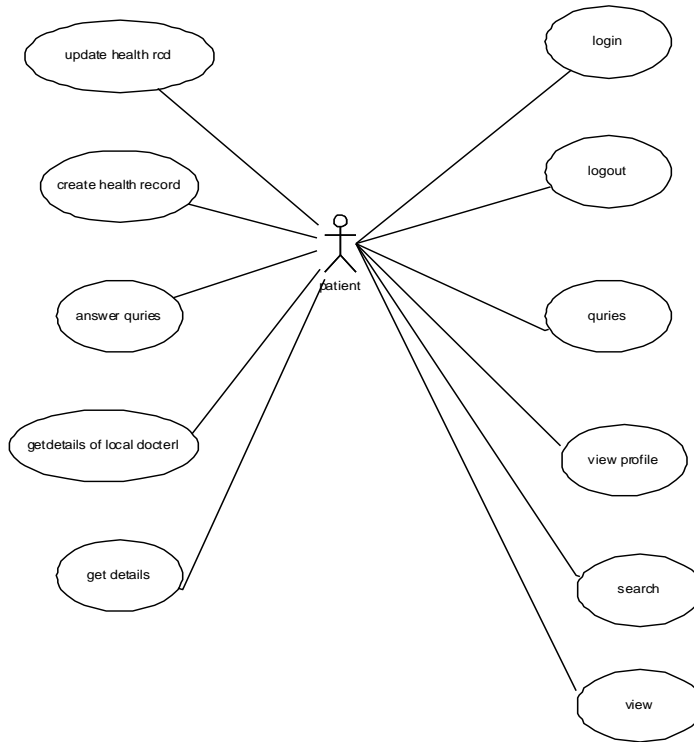 update health rcd
login
create health record
logout
patient
answer quries
quries
getdetails of local docterl
view profile
get details
search
view